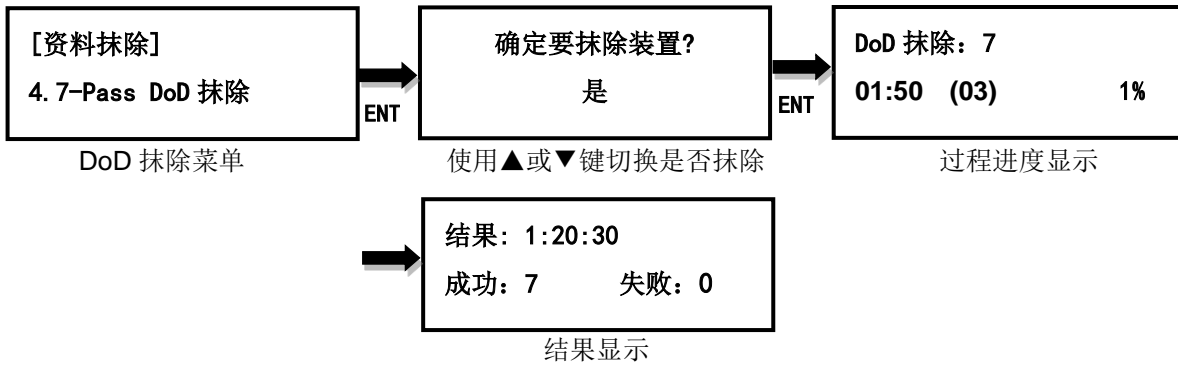 [资料抹除]
4.7-Pass DoD 抹除
ENT
确定要抹除装置?
是
ENT
DoD 抹除：7
01:50 (03) 1%
DoD 抹除菜单
使用▲或▼键切换是否抹除
过程进度显示
结果: 1:20:30
成功：7 失败：0
结果显示